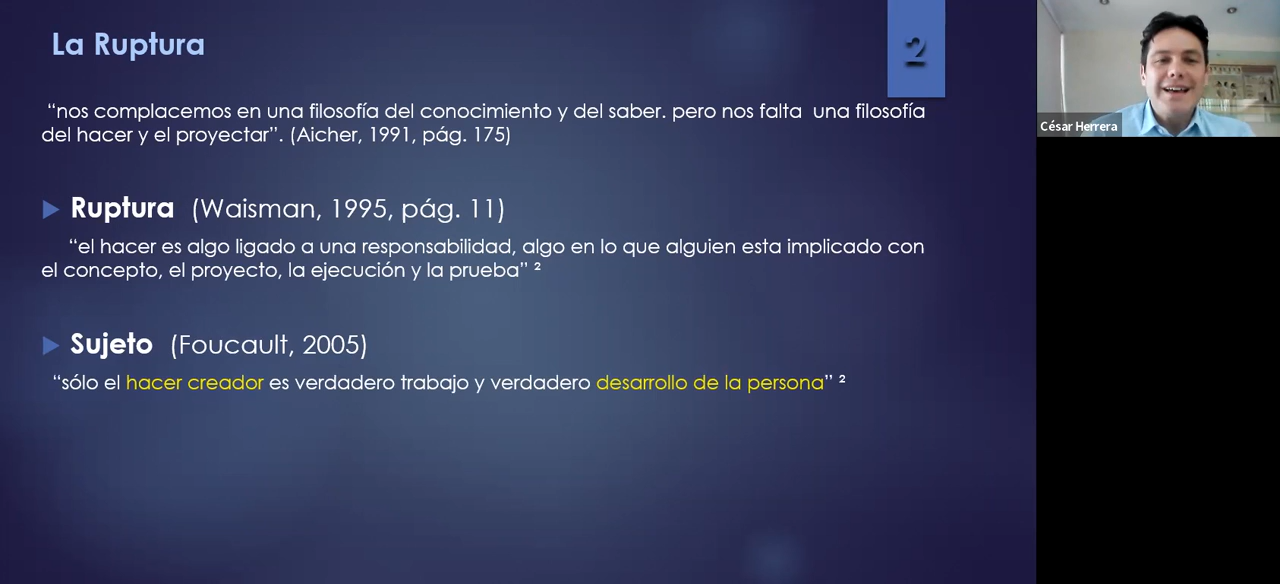 La Ruptura
2
“nos complacemos en una filosofía del conocimiento y del saber. pero nos falta una filosofía
del hacer y el proyectar”. (Aicher, 1991, pág. 175)
Ruptura (Waisman, 1995, pág. 11)
“el hacer es algo ligado a una responsabilidad, algo en lo que alguien esta implicado con
el concepto, el proyecto, la ejecución y la prueba” ²
Sujeto (Foucault, 2005)
“sólo el hacer creador es verdadero trabajo y verdadero desarrollo de la persona” ²
César Herrera